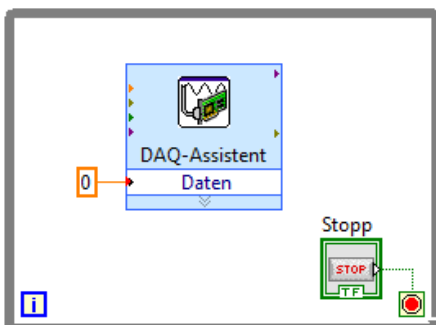 DAQ-Assistent
0
Daten
Stopp
STOP
TF
i